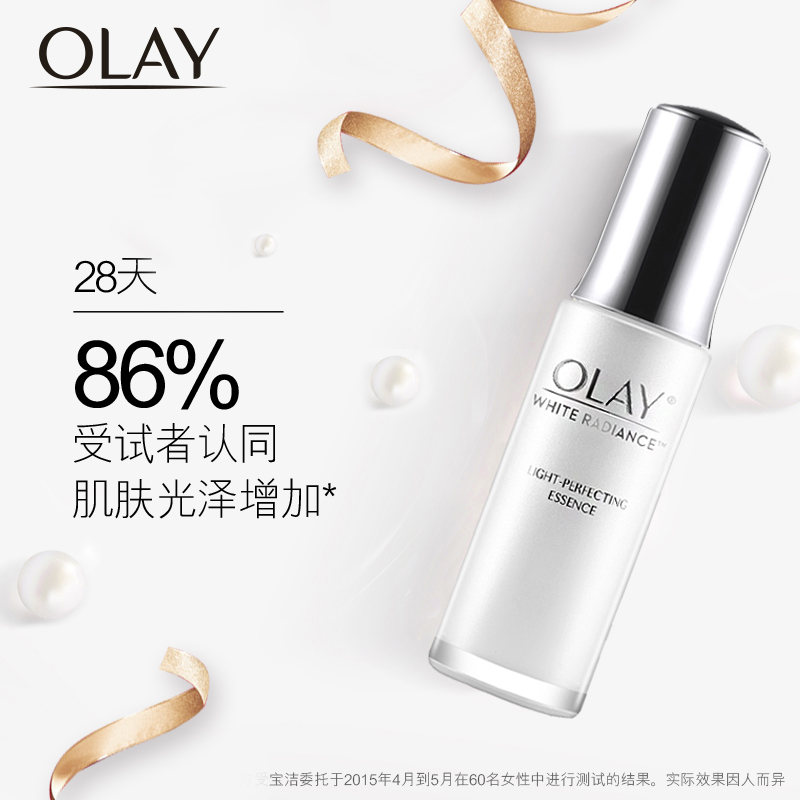 OLAY
28天
86%
受试者认同
肌肤光泽增加*
OLAY®
WHITE RADIANCE™
LIGHT-PERFECTING
ESSENCE
受宝洁委托于2015年4月到5月在60名女性中进行测试的结果。实际效果因人而异